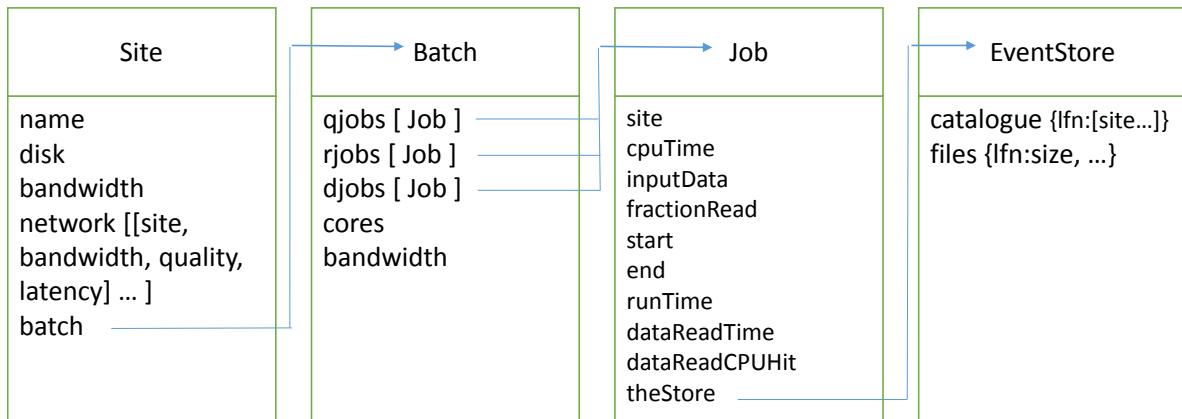 Site
name
disk
bandwidth
network [[site,
bandwidth, quality,
latency] … ]
batch
Batch
qjobs [ Job ]
rjobs [ Job ]
djobs [ Job ]
cores
bandwidth
Job
site
cpuTime
inputData
fractionRead
start
end
runTime
dataReadTime
dataReadCPUHit
theStore
EventStore
catalogue {lfn:[site…]}
files {lfn:size, …}